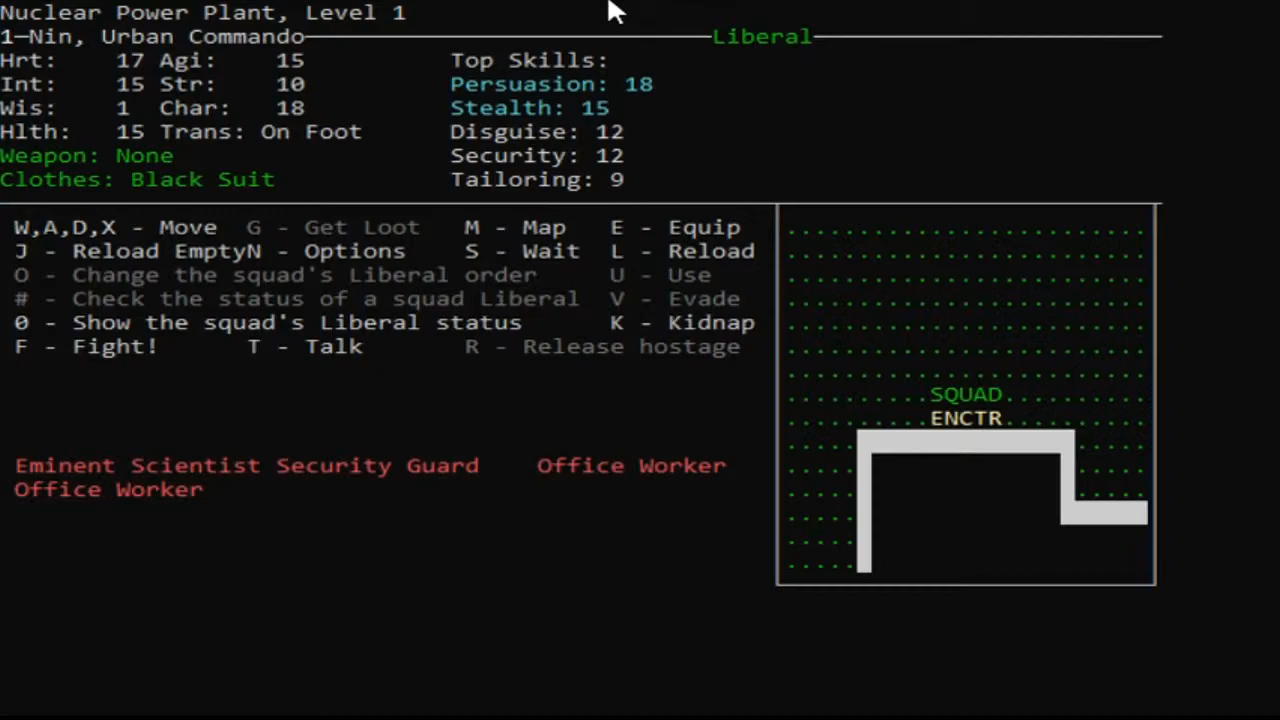 Nuclear Power Plant, Level 1
1—Nin, Urban Commando Liberal
Hrt: 17 Agi: 15 Top Skills:
Int: 15 Str: 10 Persuasion: 18
Wis: 1 Char: 18 Stealth: 15
Hlth: 15 Trans: On Foot Disguise: 12
Weapon: None Security: 12
Clothes: Black Suit Tailoring: 9
W,A,D,X - Move G - Get Loot M - Map E - Equip
J - Reload EmptyN - Options S - Wait L - Reload
O - Change the squad's Liberal order U - Use
# - Check the status of a squad Liberal V - Evade
0 - Show the squad's Liberal status K - Kidnap
F - Fight! T - Talk R - Release hostage
SQUAD
ENCTR
Eminent Scientist Security Guard Office Worker
Office Worker